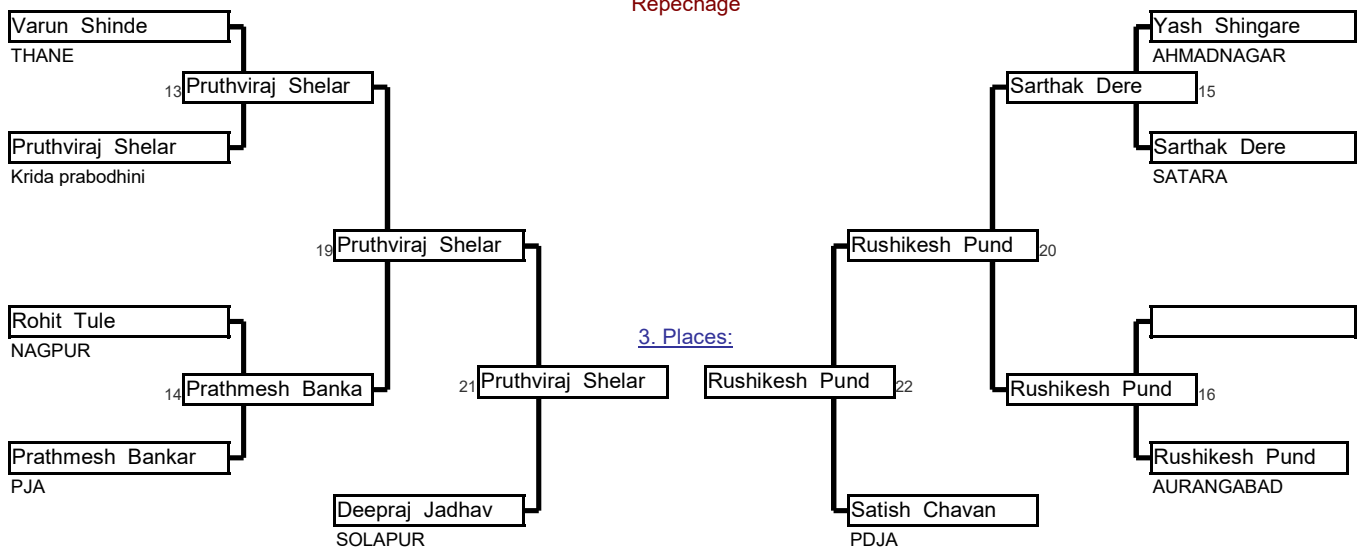 Repechage
Varun Shinde
THANE
13 Pruthviraj Shelar
Pruthviraj Shelar
Krida prabodhini
19 Pruthviraj Shelar
Rohit Tule
NAGPUR
14 Prathmesh Banka
Prathmesh Bankar
PJA
21 Pruthviraj Shelar
Deepraj Jadhav
SOLAPUR
3. Places:
Yash Shingare
AHMADNAGAR
Sarthak Dere 15
Sarthak Dere
SATARA
Rushikesh Pund 20
Rushikesh Pund 22
Rushikesh Pund 16
Rushikesh Pund
AURANGABAD
Satish Chavan
PDJA